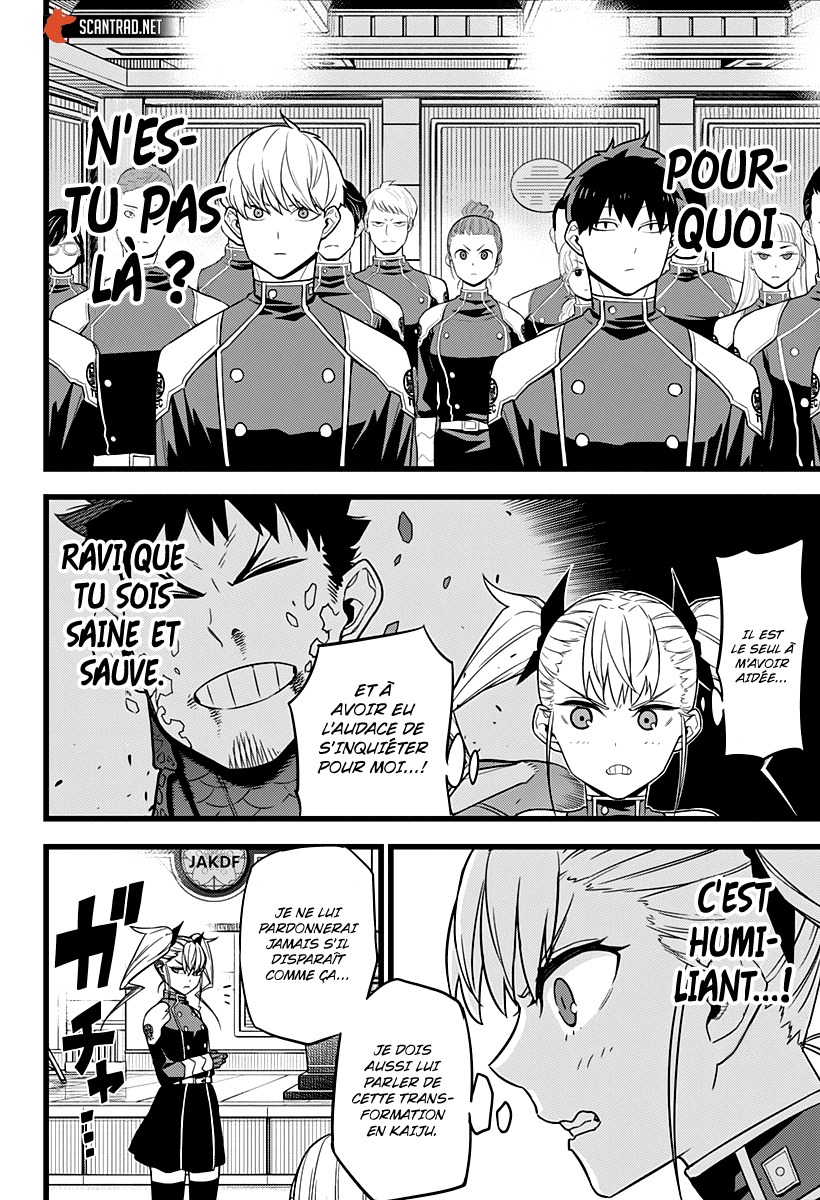 SCANTRAD.NET
POUR-
QUOI
N'ES-
TU PAS
LÀ ?
IL EST
LE SEUL À
M'AVOIR
AIDÉE...
ET À
AVOIR EU
L'AUDACE DE
S'INQUIÉTER
POUR MOI...!
RAVI QUE
TU SOIS
SAINE ET
SAUVE.
C'EST
HUMI-
LIANT...!
JE DOIS
AUSSI LUI
PARLER DE
CETTE TRANS-
FORMATION
EN KAIJU.
JE NE LUI
PARDONNERAI
JAMAIS S'IL
DISPARAÎT
COMME ÇA...
JAKDF
ガチャ…